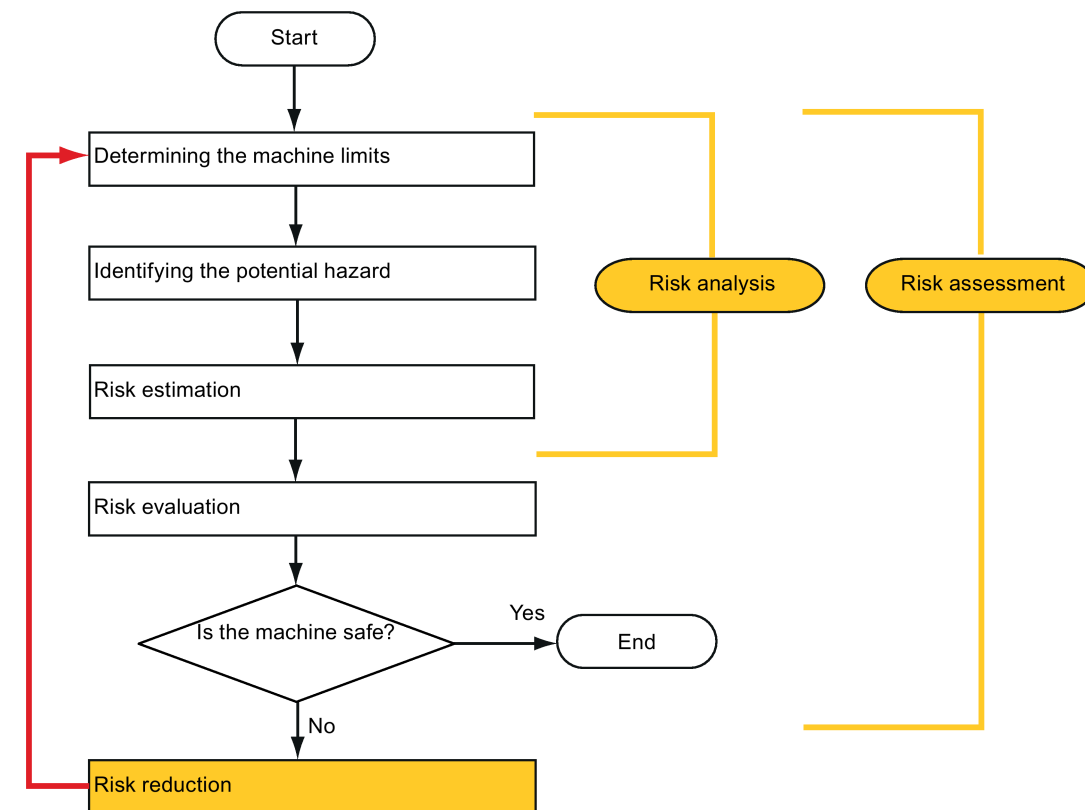 Start
Determining the machine limits
Identifying the potential hazard
Risk analysis
Risk assessment
Risk estimation
Risk evaluation
Is the machine safe?
Yes
End
No
Risk reduction